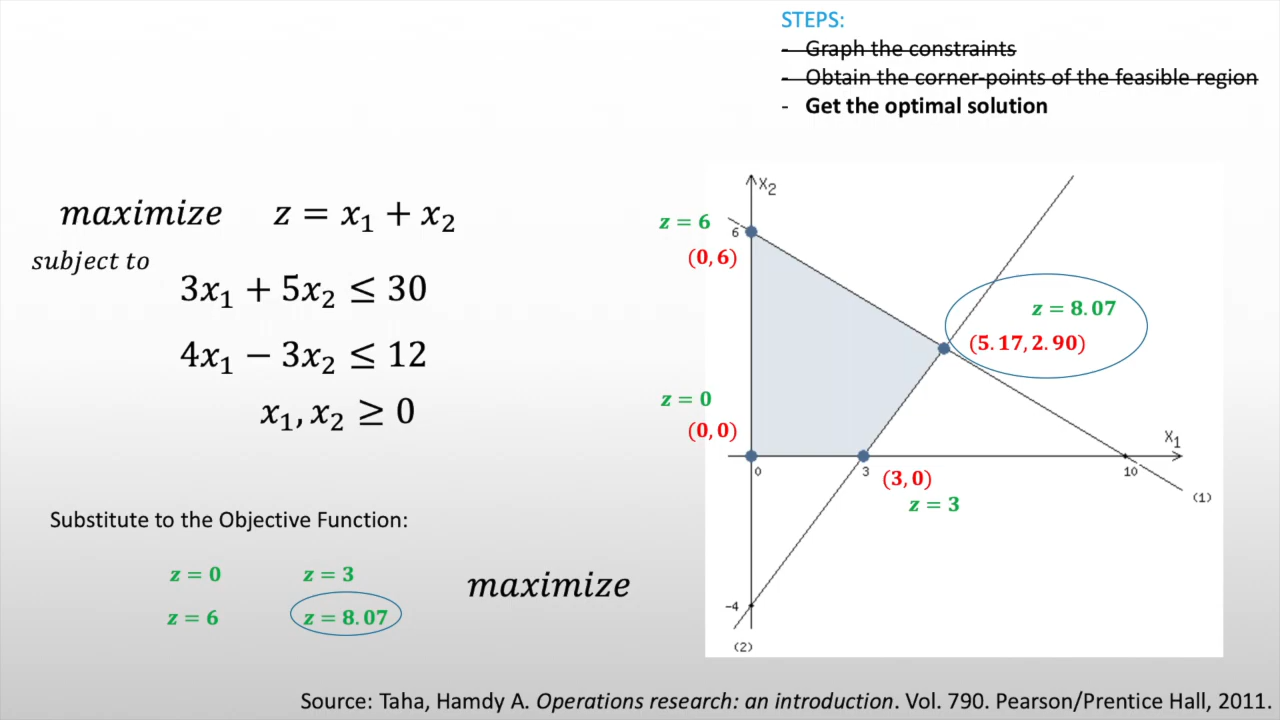 STEPS:
- Graph the constraints
- Obtain the corner-points of the feasible region
- Get the optimal solution
maximize z = x₁ + x₂
subject to
3x₁ + 5x₂ ≤ 30
4x₁ − 3x₂ ≤ 12
x₁, x₂ ≥ 0
Substitute to the Objective Function:
z = 0 z = 3
z = 6 z = 8.07
maximize
X₂
z = 6
6
(0, 6)
z = 8.07
(5.17, 2.90)
z = 0
(0, 0)
X₁
0
3
10
(3, 0)
z = 3
(1)
-4
(2)
Source: Taha, Hamdy A. Operations research: an introduction. Vol. 790. Pearson/Prentice Hall, 2011.